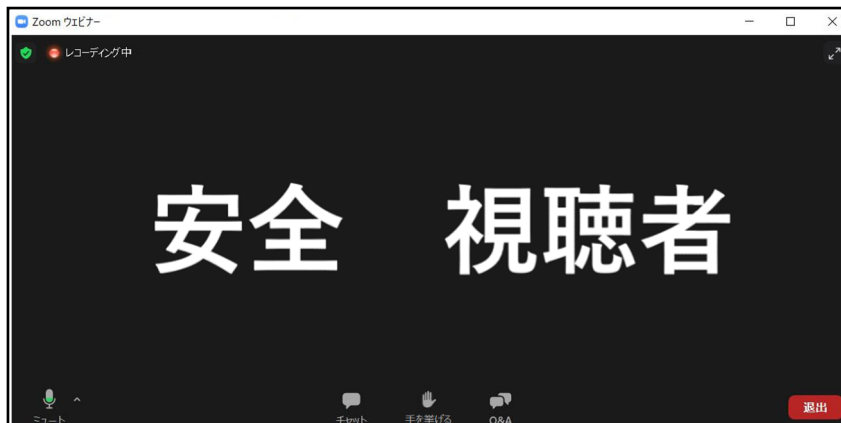 Zoom ウェビナー
レコーディング中
安全　視聴者
ミュート
チャット
手を挙げる
Q&A
退出